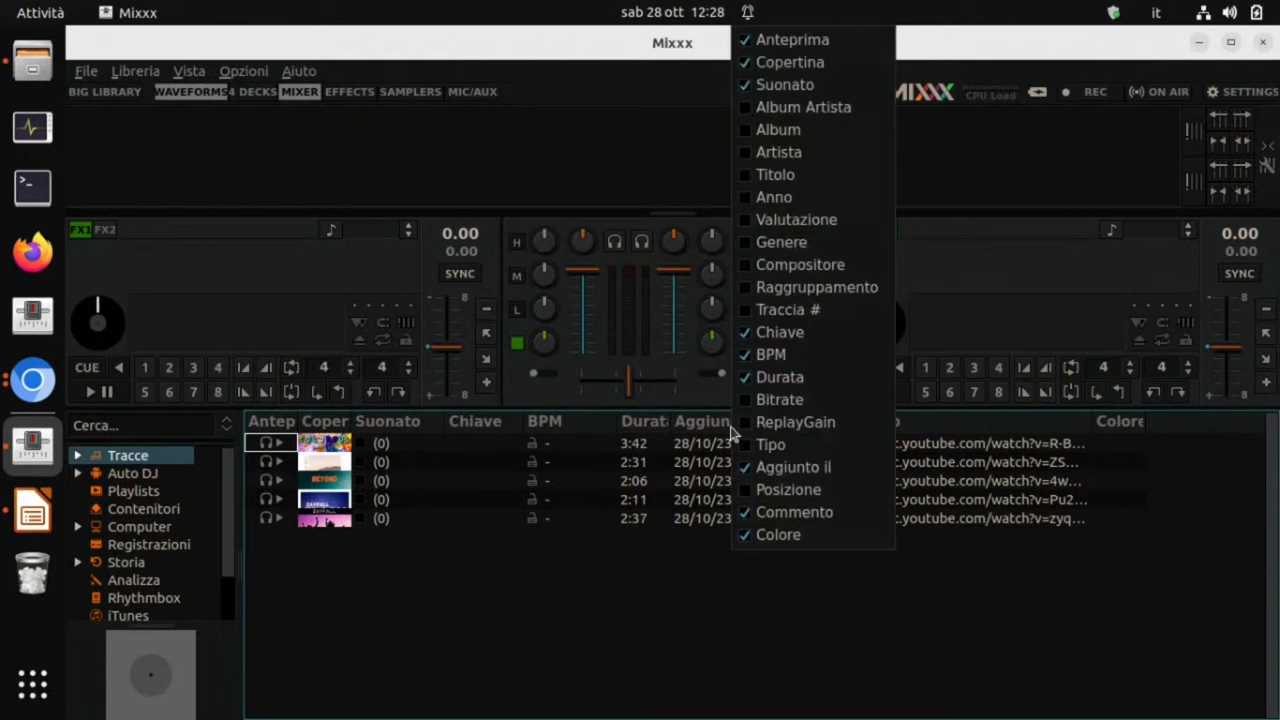 Attività Mixxx sab 28 ott 12:28 it
Mixxx
File Libreria Vista Opzioni Aiuto
BIG LIBRARY WAVEFORMS 4 DECKS MIXER EFFECTS SAMPLERS MIC/AUX MIXXX CPU Load REC ON AIR SETTINGS
Anteprima
Copertina
Suonato
Album Artista
Album
Artista
Titolo
Anno
Valutazione
Genere
Compositore
Raggruppamento
Traccia #
Chiave
BPM
Durata
Bitrate
ReplayGain
Tipo
Aggiunto il
Posizione
Commento
Colore
FX1 FX2 0.00 H 0.00
0.00 0.00
SYNC M SYNC
8 8
L
8 8
CUE 1 2 3 4 4 4 1 2 3 4 4 4
5 6 7 8 5 6 7 8
Cerca...
Tracce
Auto DJ
Playlists
Contenitori
Computer
Registrazioni
Storia
Analizza
Rhythmbox
iTunes
Antep Coper Suonato Chiave BPM Durat Aggiun o Colore
(0) - 3:42 28/10/23 t.youtube.com/watch?v=R-B...
(0) - 2:31 28/10/23 t.youtube.com/watch?v=ZS...
(0) - 2:06 28/10/23 t.youtube.com/watch?v=4w...
(0) - 2:11 28/10/23 t.youtube.com/watch?v=Pu2...
(0) - 2:37 28/10/23 t.youtube.com/watch?v=zyq...
BEYOND